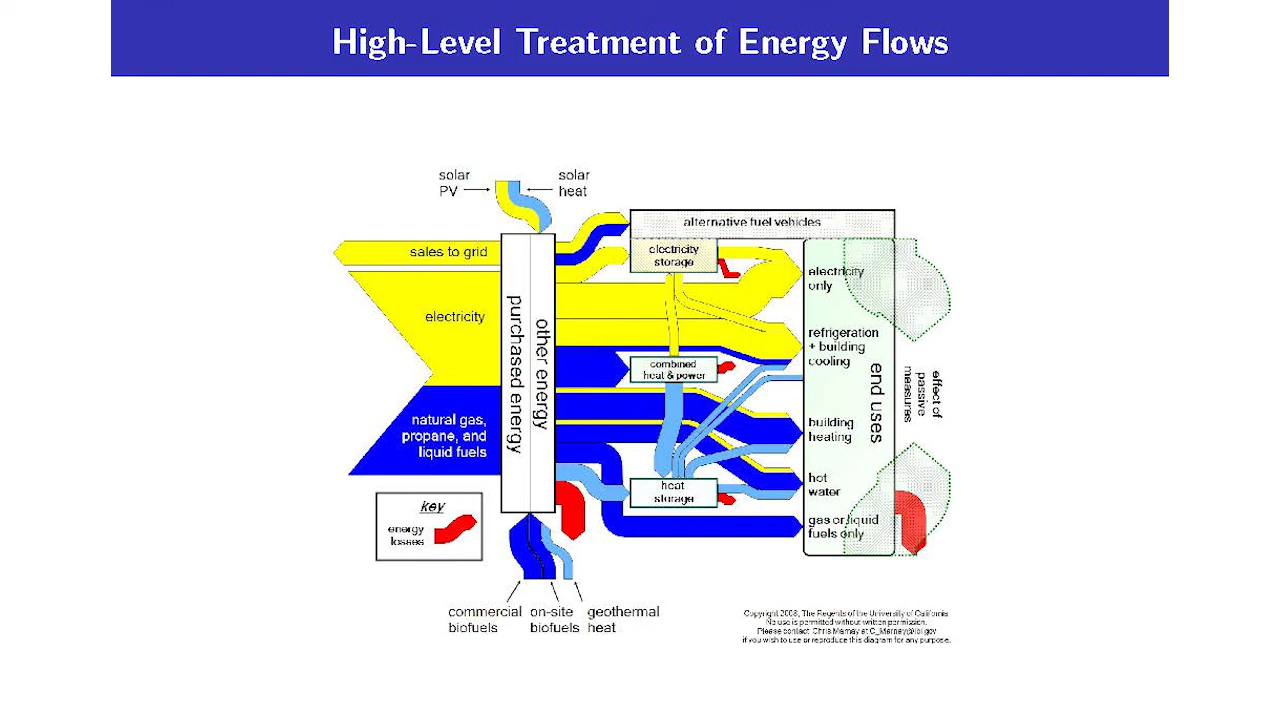 High-Level Treatment of Energy Flows
solar
PV
solar
heat
alternative fuel vehicles
sales to grid
electricity
storage
electricity
only
electricity
purchased energy
other energy
refrigeration
+ building
cooling
combined
heat & power
end uses
effect of
passive
measures
natural gas,
propane, and
liquid fuels
building
heating
heat
storage
hot
water
key
energy
losses
gas or liquid
fuels only
commercial
biofuels
on-site
biofuels
geothermal
heat
Copyright 2008, The Regents of the University of California
No use is permitted without written permission.
Please contact Chris Marnay at C_Marnay@lbl.gov
if you wish to use or reproduce this diagram for any purpose.